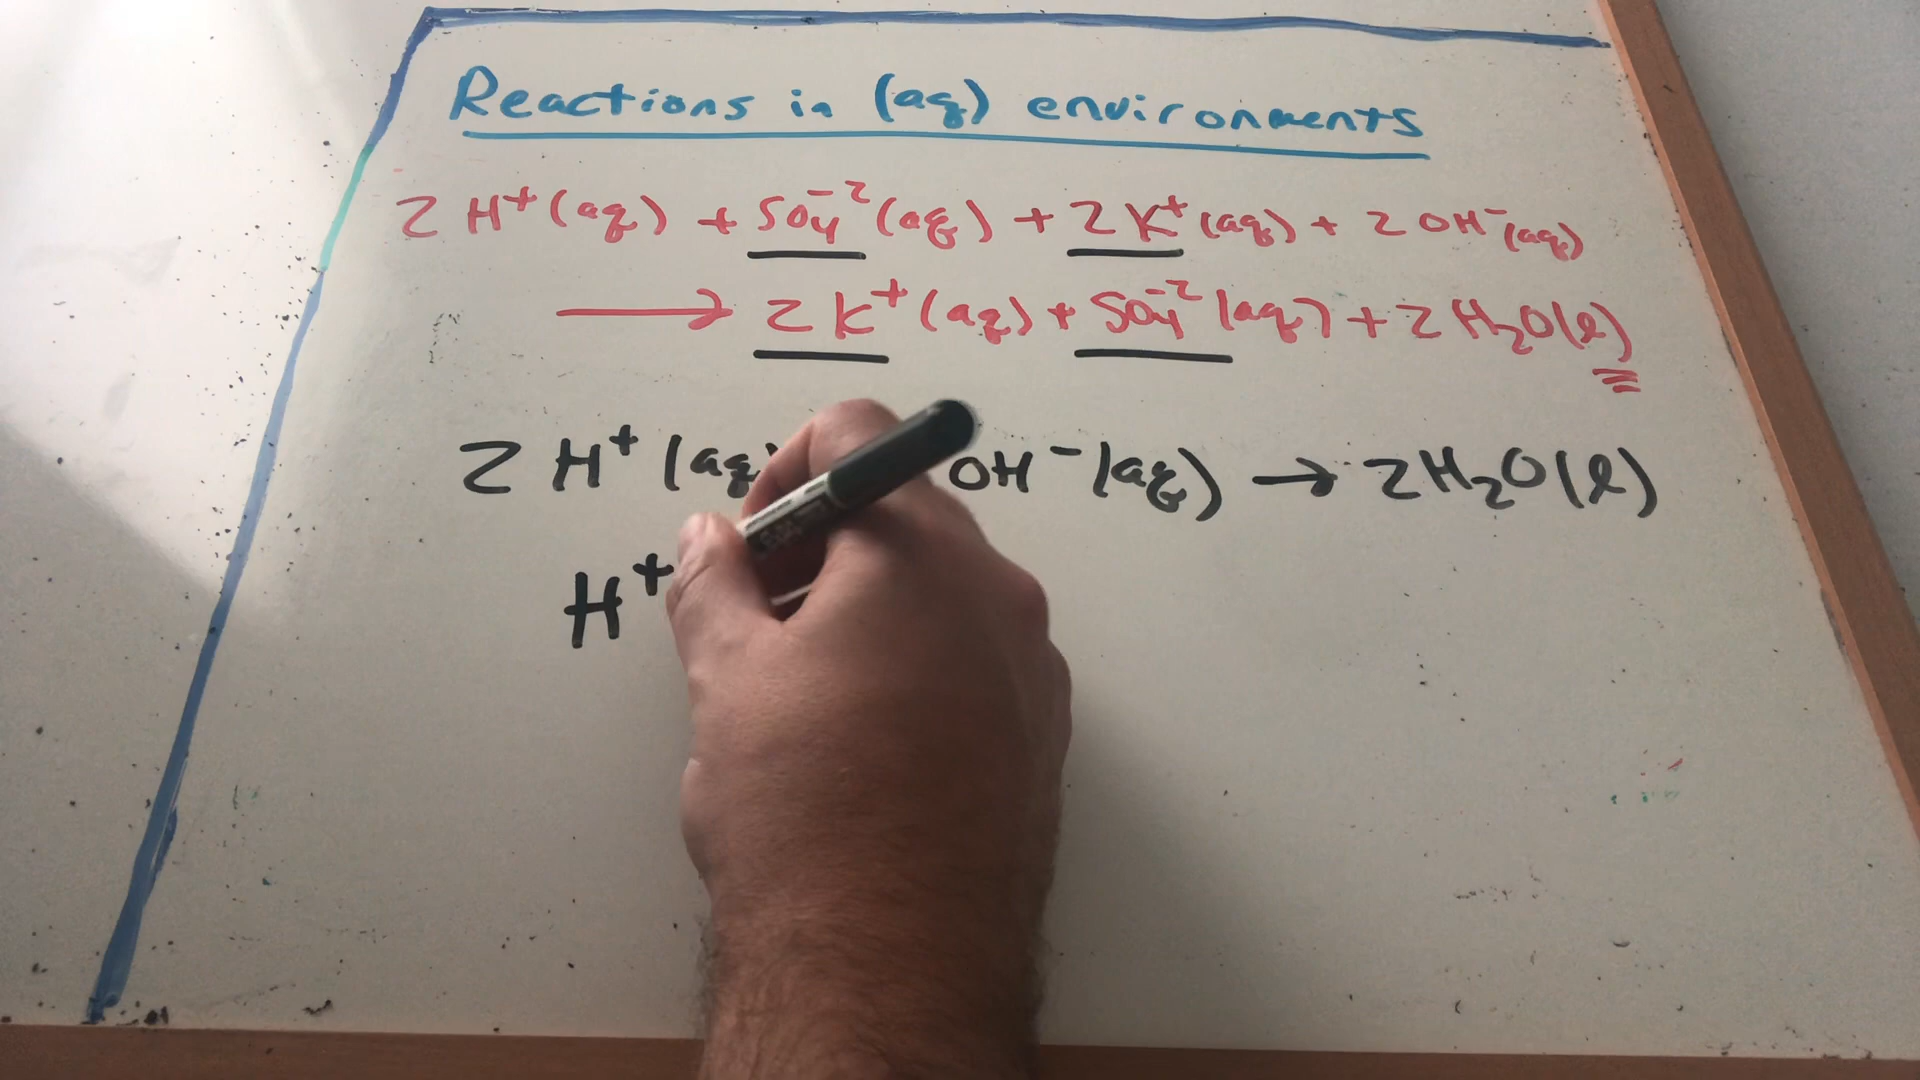 Reactions in (aq) environments
2 H⁺(aq) + SO₄⁻²(aq) + 2 K⁺(aq) + 2 OH⁻(aq)
→ 2 K⁺(aq) + SO₄⁻²(aq) + 2 H₂O(l)
2 H⁺(aq OH⁻(aq) → 2H₂O(l)
H⁺